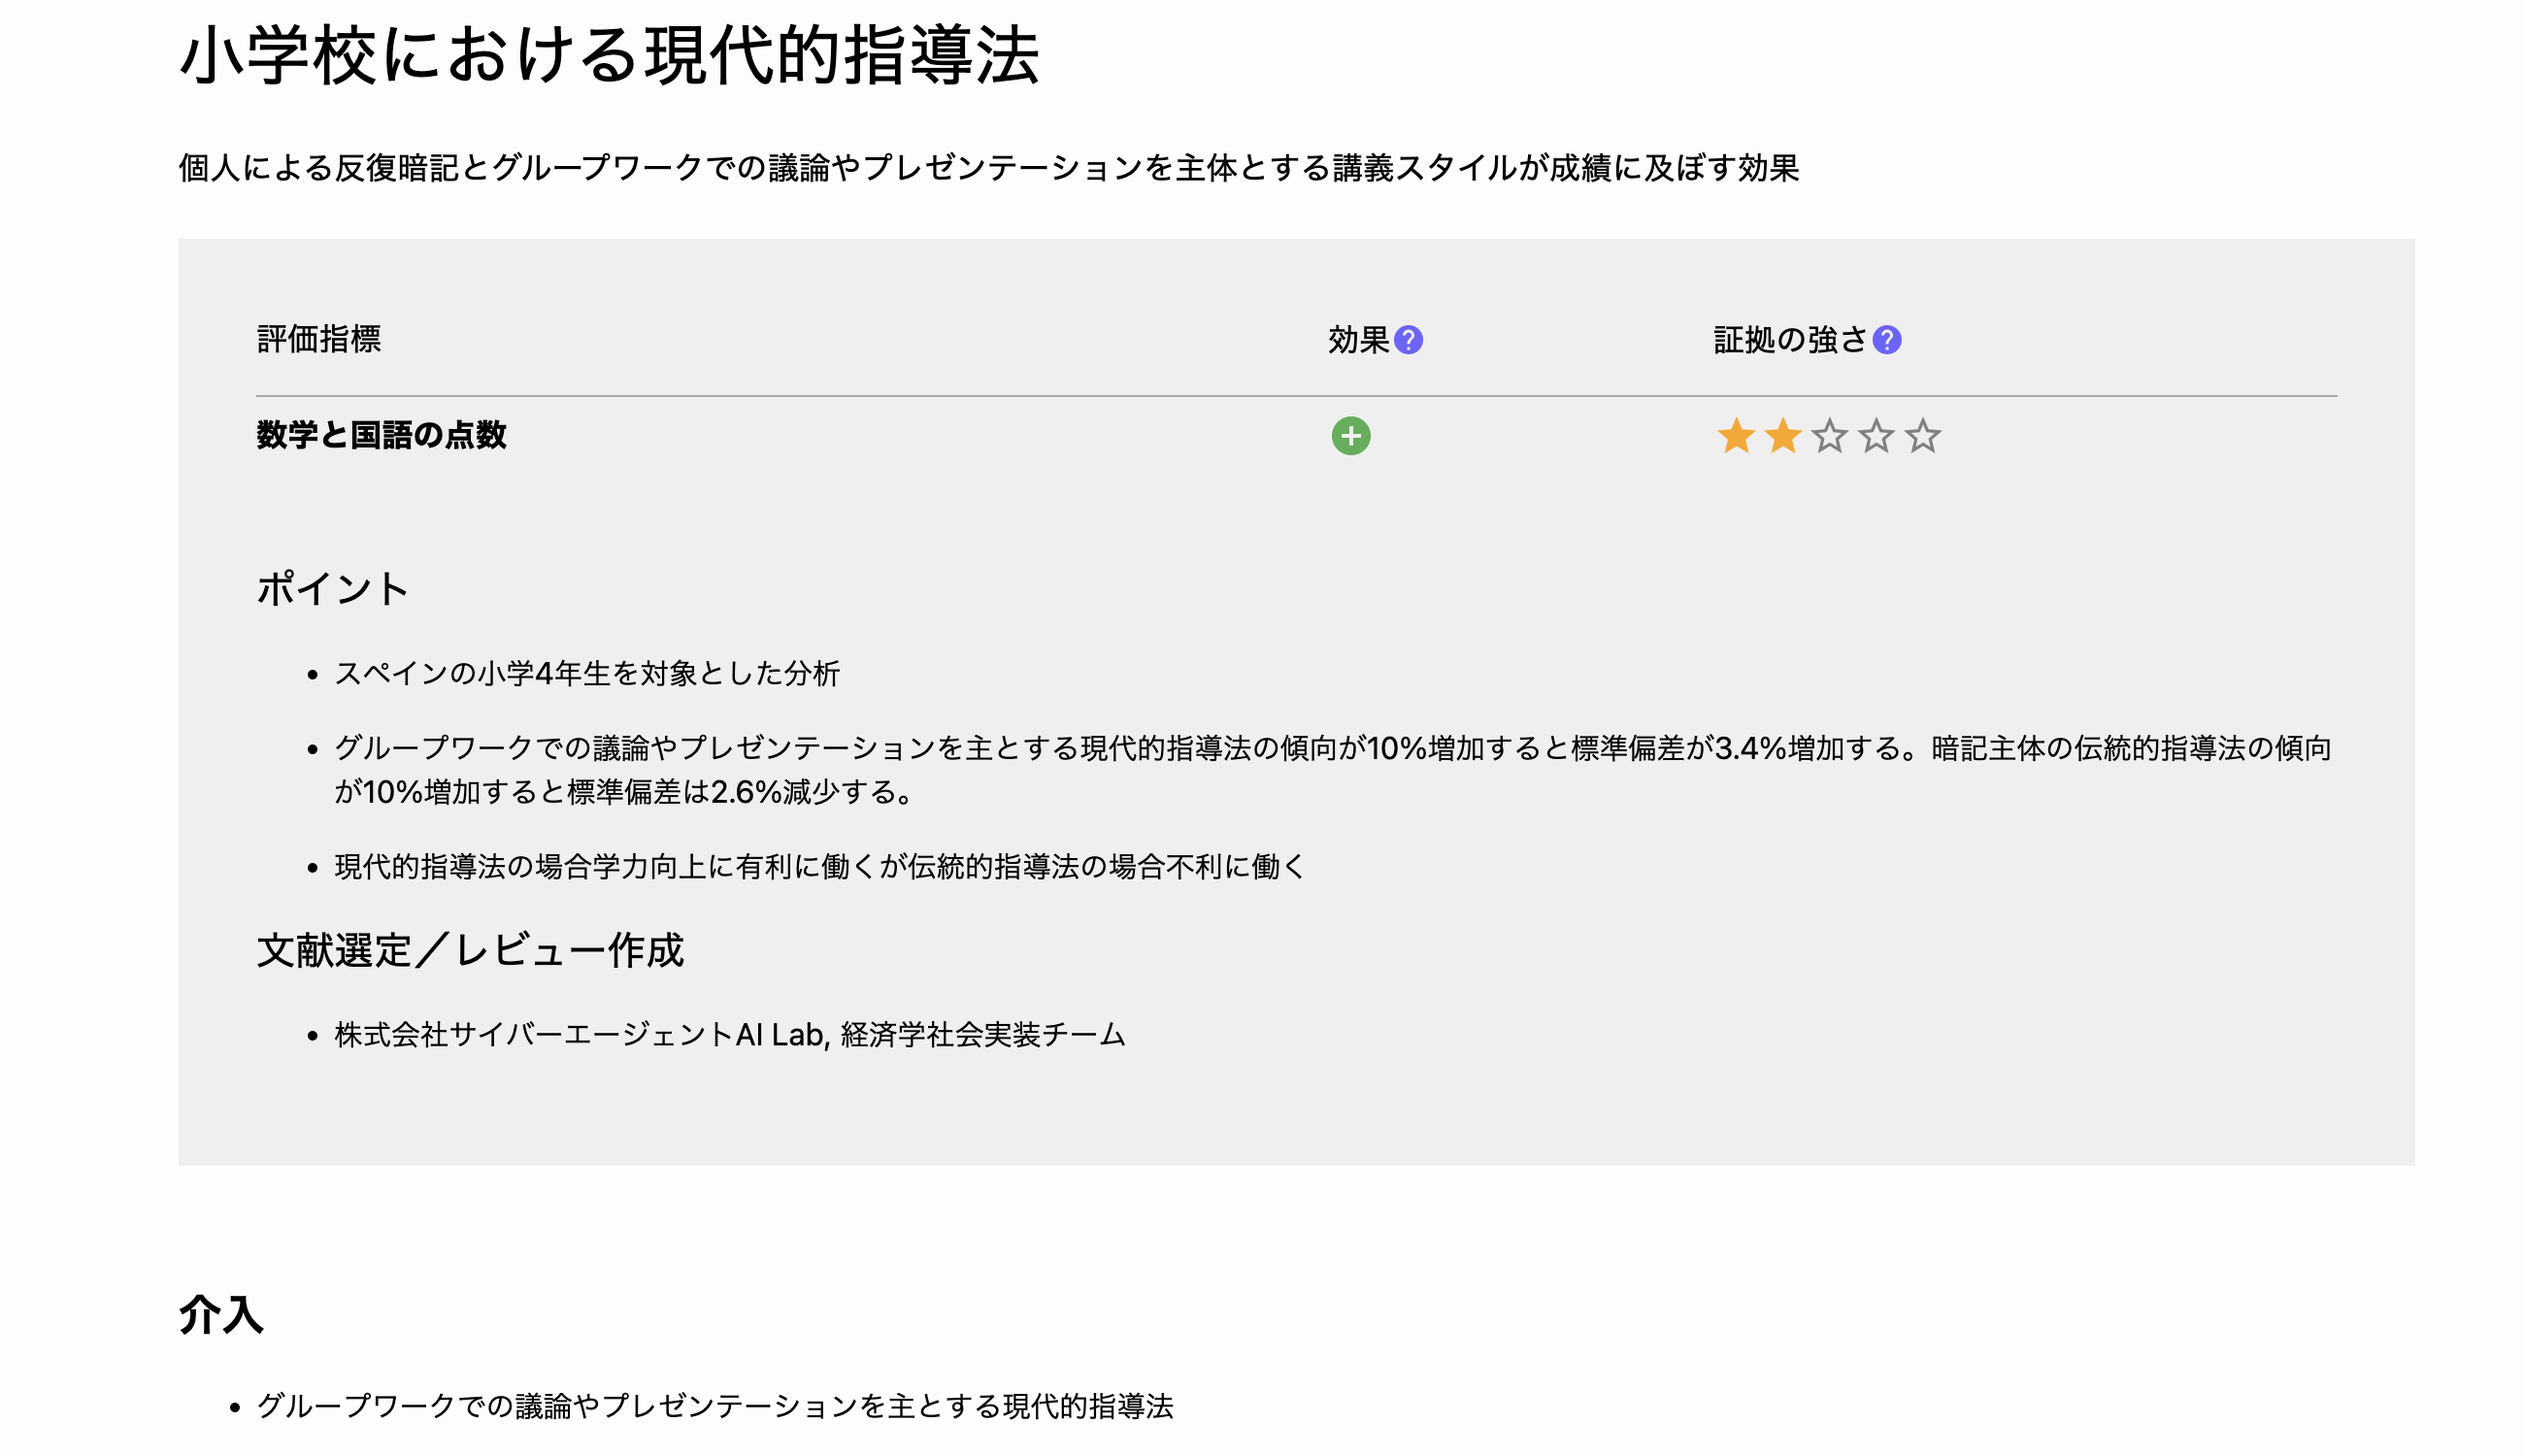 小学校における現代的指導法
個人による反復暗記とグループワークでの議論やプレゼンテーションを主体とする講義スタイルが成績に及ぼす効果
評価指標 効果? 証拠の強さ?
数学と国語の点数
ポイント
• スペインの小学4年生を対象とした分析
• グループワークでの議論やプレゼンテーションを主とする現代的指導法の傾向が10%増加すると標準偏差が3.4%増加する。暗記主体の伝統的指導法の傾向
が10%増加すると標準偏差は2.6%減少する。
• 現代的指導法の場合学力向上に有利に働くが伝統的指導法の場合不利に働く
文献選定／レビュー作成
• 株式会社サイバーエージェントAI Lab, 経済学社会実装チーム
介入
• グループワークでの議論やプレゼンテーションを主とする現代的指導法